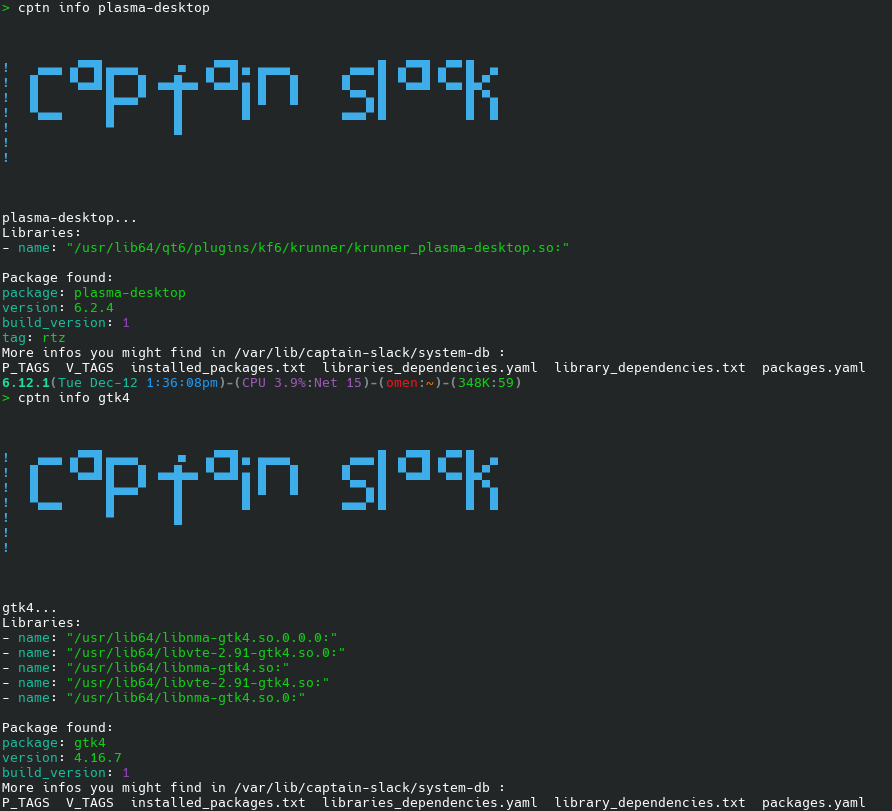 > cptn info plasma-desktop
!
! captain slack
!
!
!
!
!
plasma-desktop...
Libraries:
- name: "/usr/lib64/qt6/plugins/kf6/krunner/krunner_plasma-desktop.so:"
Package found:
package: plasma-desktop
version: 6.2.4
build_version: 1
tag: rtz
More infos you might find in /var/lib/captain-slack/system-db :
P_TAGS  V_TAGS  installed_packages.txt  libraries_dependencies.yaml  library_dependencies.txt  packages.yaml
6.12.1(Tue Dec-12 1:36:08pm)-(CPU 3.9%:Net 15)-(omen:~)-(348K:59)
> cptn info gtk4
!
! captain slack
!
!
!
!
!
gtk4...
Libraries:
- name: "/usr/lib64/libnma-gtk4.so.0.0.0:"
- name: "/usr/lib64/libvte-2.91-gtk4.so.0:"
- name: "/usr/lib64/libnma-gtk4.so:"
- name: "/usr/lib64/libvte-2.91-gtk4.so:"
- name: "/usr/lib64/libnma-gtk4.so.0:"
Package found:
package: gtk4
version: 4.16.7
build_version: 1
More infos you might find in /var/lib/captain-slack/system-db :
P_TAGS  V_TAGS  installed_packages.txt  libraries_dependencies.yaml  library_dependencies.txt  packages.yaml